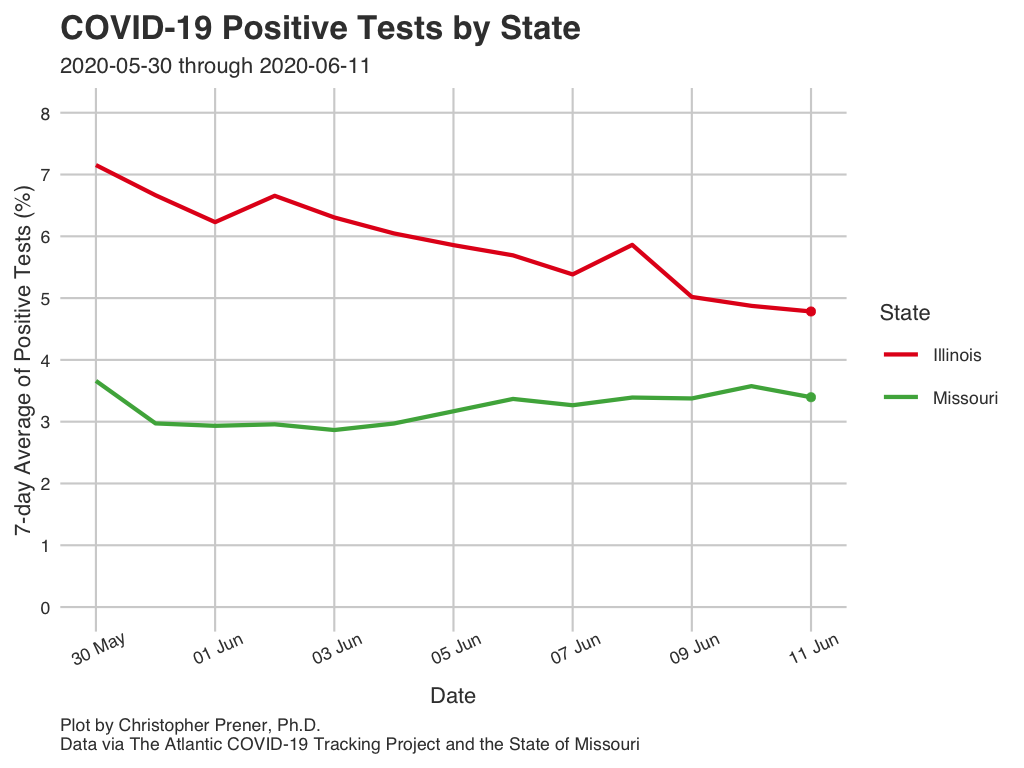 COVID-19 Positive Tests by State
2020-05-30 through 2020-06-11
7-day Average of Positive Tests (%)
8
7
6
5
4
3
2
1
0
30 May
01 Jun
03 Jun
05 Jun
07 Jun
09 Jun
11 Jun
Date
State
Illinois
Missouri
Plot by Christopher Prener, Ph.D.
Data via The Atlantic COVID-19 Tracking Project and the State of Missouri